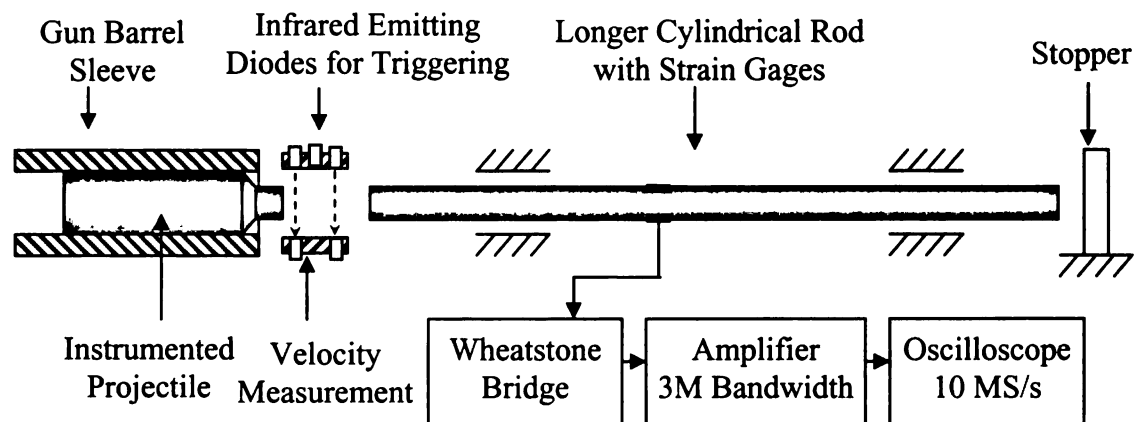 Gun Barrel
Sleeve
Infrared Emitting
Diodes for Triggering
Longer Cylindrical Rod
with Strain Gages
Stopper
Instrumented
Projectile
Velocity
Measurement
Wheatstone
Bridge
Amplifier
3M Bandwidth
Oscilloscope
10 MS/s